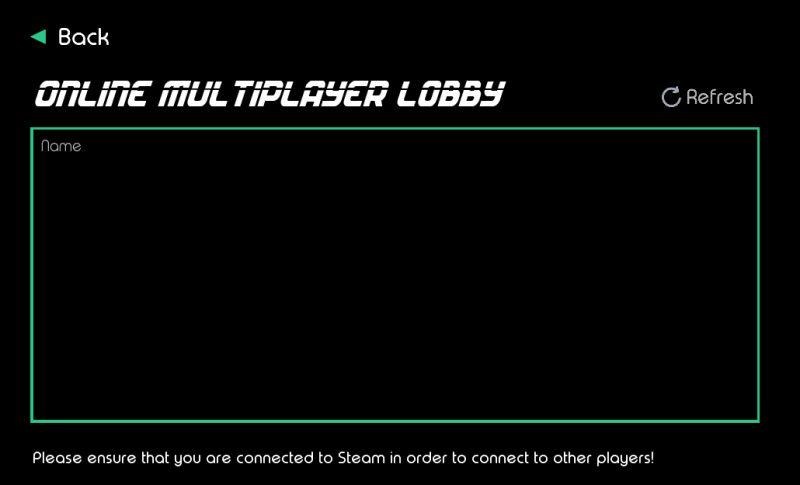 Back
ONLINE MULTIPLAYER LOBBY
Refresh
Name
Please ensure that you are connected to Steam in order to connect to other players!